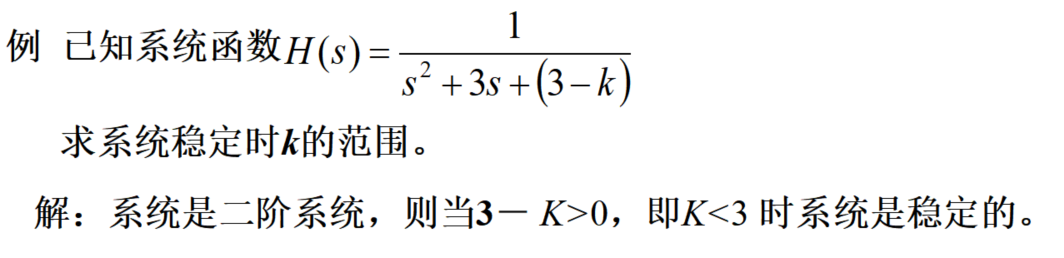 例 已知系统函数 H(s) = 1 / (s² + 3s + (3 − k))
求系统稳定时k的范围。
解：系统是二阶系统，则当3－ K>0，即K<3 时系统是稳定的。